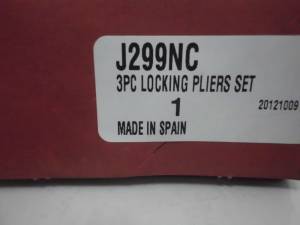 J299NC
3PC LOCKING PLIERS SET
1
20121009
MADE IN SPAIN